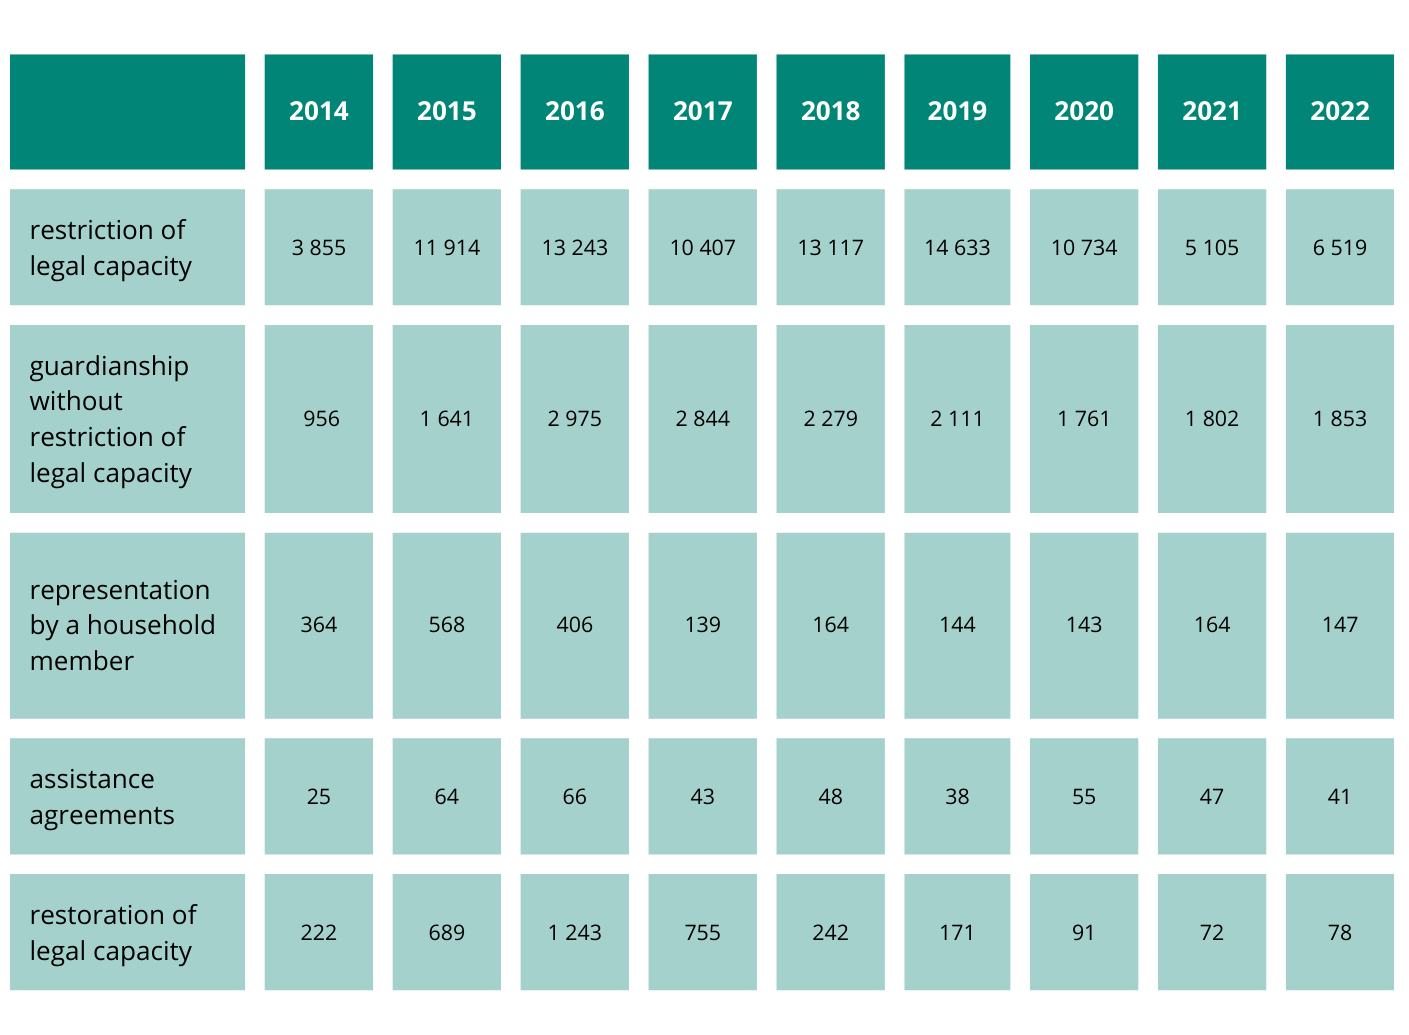 2014 2015 2016 2017 2018 2019 2020 2021 2022
restriction of
legal capacity
3 855 11 914 13 243 10 407 13 117 14 633 10 734 5 105 6 519
guardianship
without
restriction of
legal capacity
956 1 641 2 975 2 844 2 279 2 111 1 761 1 802 1 853
representation
by a household
member
364 568 406 139 164 144 143 164 147
assistance
agreements
25 64 66 43 48 38 55 47 41
restoration of
legal capacity
222 689 1 243 755 242 171 91 72 78